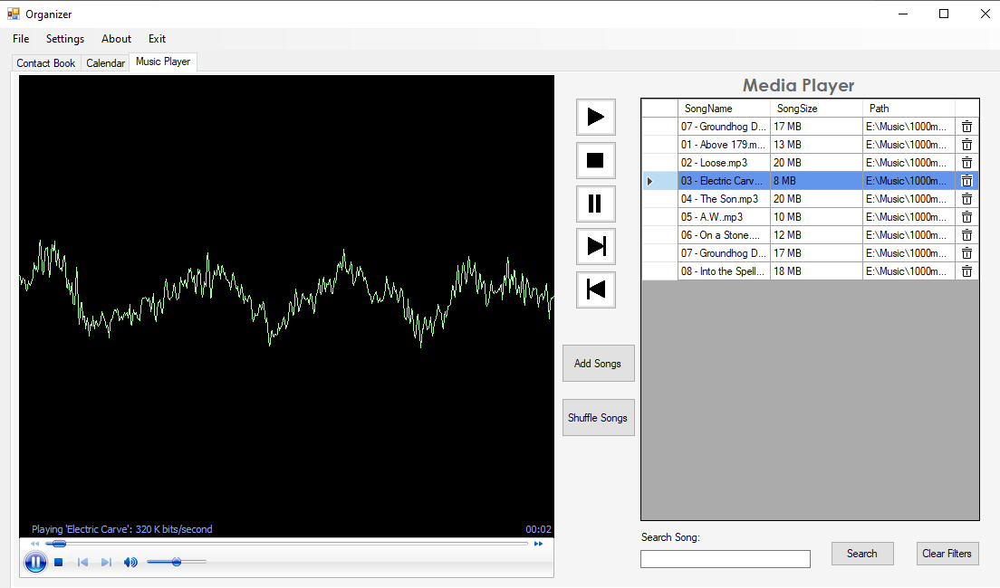 Organizer
File Settings About Exit
Contact Book Calendar Music Player
Media Player
SongName SongSize Path
07 - Groundhog D... 17 MB E:\Music\1000m...
01 - Above 179.m... 13 MB E:\Music\1000m...
02 - Loose.mp3 20 MB E:\Music\1000m...
03 - Electric Carv... 8 MB E:\Music\1000m...
04 - The Son.mp3 20 MB E:\Music\1000m...
05 - A.W..mp3 10 MB E:\Music\1000m...
06 - On a Stone.... 12 MB E:\Music\1000m...
07 - Groundhog D... 17 MB E:\Music\1000m...
08 - Into the Spell... 18 MB E:\Music\1000m...
Add Songs
Shuffle Songs
Playing 'Electric Carve': 320 K bits/second 00:02
Search Song:
Search Clear Filters